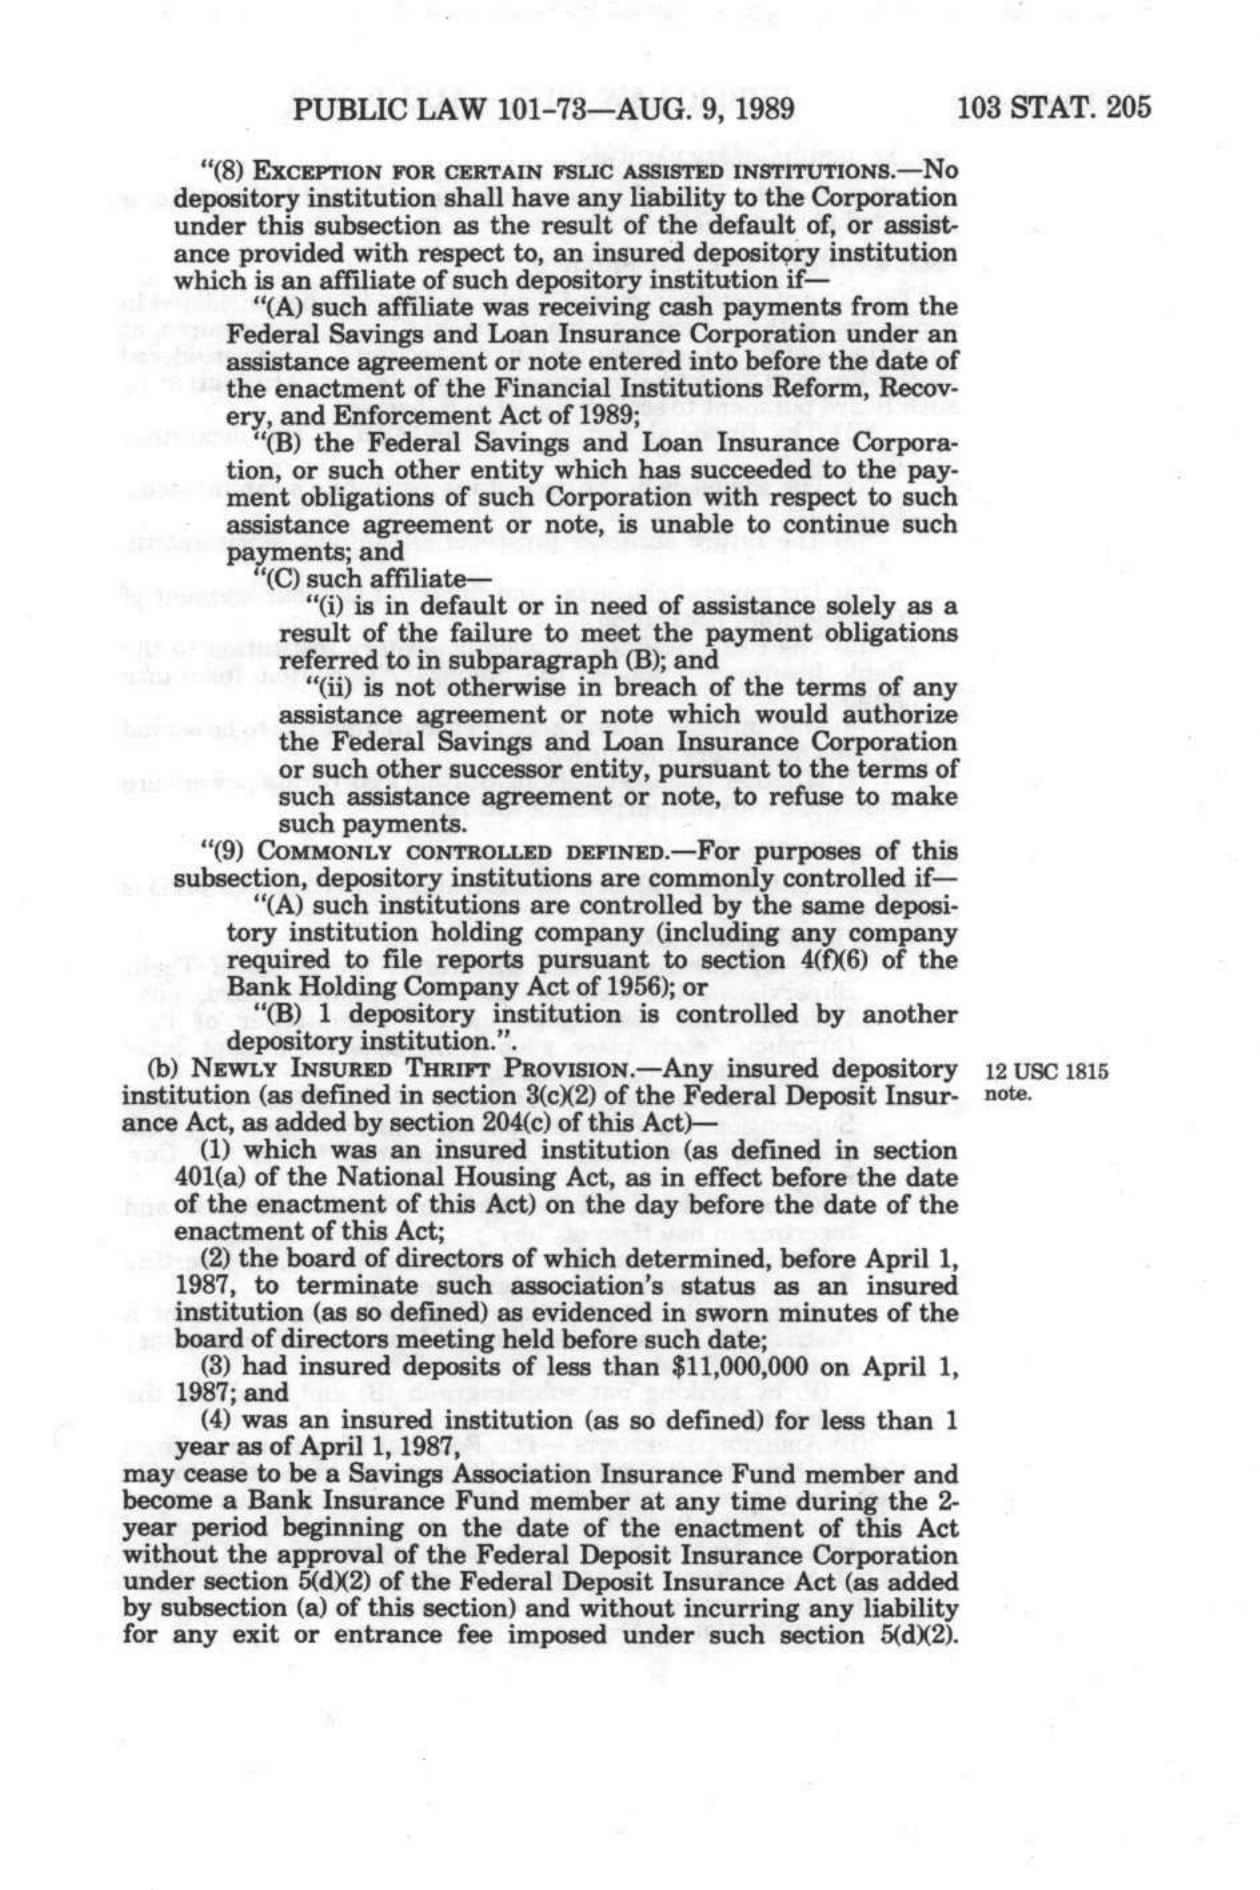 PUBLIC LAW 101-73—AUG. 9, 1989 103 STAT. 205
“(8) EXCEPTION FOR CERTAIN FSLIC ASSISTED INSTITUTIONS.—No
depository institution shall have any liability to the Corporation
under this subsection as the result of the default of, or assist-
ance provided with respect to, an insured depository institution
which is an affiliate of such depository institution if—
“(A) such affiliate was receiving cash payments from the
Federal Savings and Loan Insurance Corporation under an
assistance agreement or note entered into before the date of
the enactment of the Financial Institutions Reform, Recov-
ery, and Enforcement Act of 1989;
“(B) the Federal Savings and Loan Insurance Corpora-
tion, or such other entity which has succeeded to the pay-
ment obligations of such Corporation with respect to such
assistance agreement or note, is unable to continue such
payments; and
“(C) such affiliate—
“(i) is in default or in need of assistance solely as a
result of the failure to meet the payment obligations
referred to in subparagraph (B); and
“(ii) is not otherwise in breach of the terms of any
assistance agreement or note which would authorize
the Federal Savings and Loan Insurance Corporation
or such other successor entity, pursuant to the terms of
such assistance agreement or note, to refuse to make
such payments.
“(9) COMMONLY CONTROLLED DEFINED.—For purposes of this
subsection, depository institutions are commonly controlled if—
“(A) such institutions are controlled by the same deposi-
tory institution holding company (including any company
required to file reports pursuant to section 4(f)(6) of the
Bank Holding Company Act of 1956); or
“(B) 1 depository institution is controlled by another
depository institution.”.
(b) NEWLY INSURED THRIFT PROVISION.—Any insured depository
institution (as defined in section 3(c)(2) of the Federal Deposit Insur-
ance Act, as added by section 204(c) of this Act)—
12 USC 1815
note.
(1) which was an insured institution (as defined in section
401(a) of the National Housing Act, as in effect before the date
of the enactment of this Act) on the day before the date of the
enactment of this Act;
(2) the board of directors of which determined, before April 1,
1987, to terminate such association's status as an insured
institution (as so defined) as evidenced in sworn minutes of the
board of directors meeting held before such date;
(3) had insured deposits of less than $11,000,000 on April 1,
1987; and
(4) was an insured institution (as so defined) for less than 1
year as of April 1, 1987,
may cease to be a Savings Association Insurance Fund member and
become a Bank Insurance Fund member at any time during the 2-
year period beginning on the date of the enactment of this Act
without the approval of the Federal Deposit Insurance Corporation
under section 5(d)(2) of the Federal Deposit Insurance Act (as added
by subsection (a) of this section) and without incurring any liability
for any exit or entrance fee imposed under such section 5(d)(2).